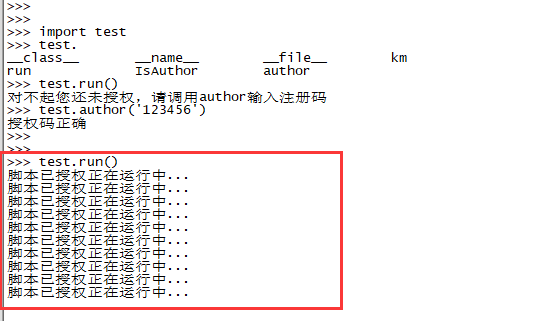 >>>
>>>
>>> import test
>>> test.
__class__ __name__ __file__ km
run IsAuthor author
>>> test.run()
对不起您还未授权，请调用author输入注册码
>>> test.author('123456')
授权码正确
>>>
>>>
>>> test.run()
脚本已授权正在运行中...
脚本已授权正在运行中...
脚本已授权正在运行中...
脚本已授权正在运行中...
脚本已授权正在运行中...
脚本已授权正在运行中...
脚本已授权正在运行中...
脚本已授权正在运行中...
脚本已授权正在运行中...
脚本已授权正在运行中...